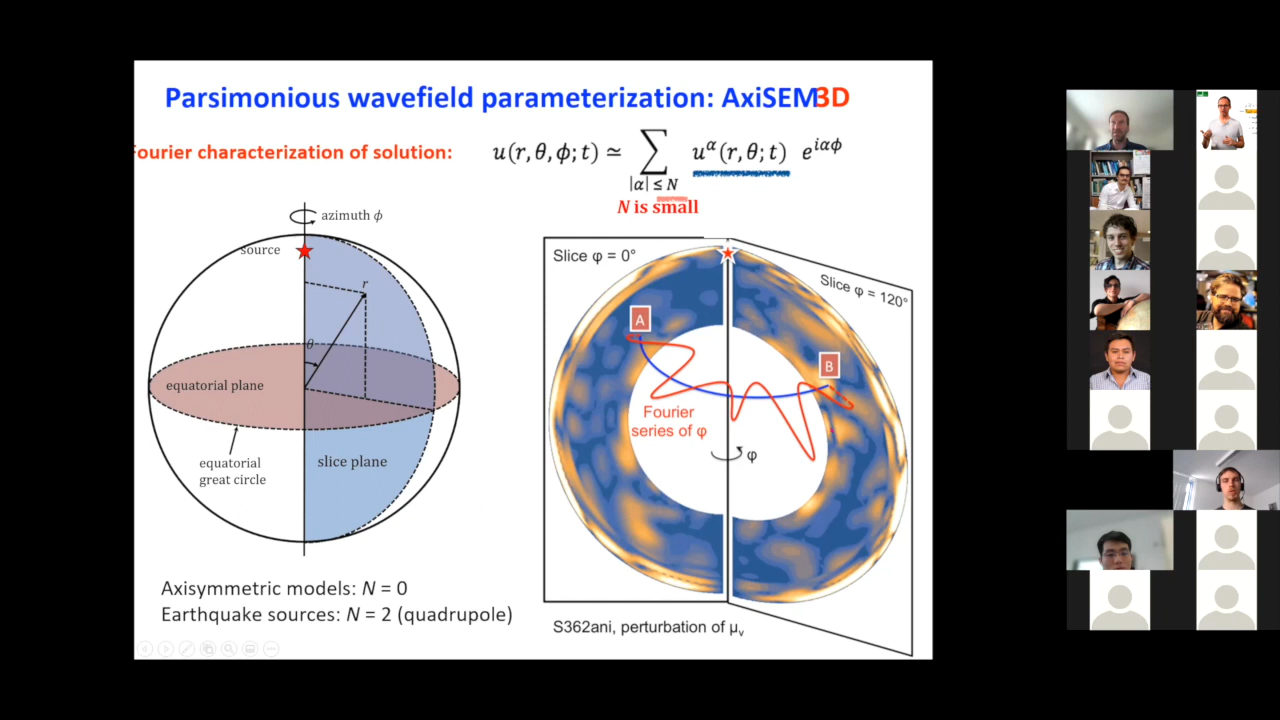 Parsimonious wavefield parameterization: AxiSEM3D
Fourier characterization of solution:
u(r, θ, ϕ; t) ≃ ∑ u^α(r, θ; t) e^{iαϕ}
|α| ≤ N
N is small
azimuth ϕ
source
r
θ
equatorial plane
equatorial
great circle
slice plane
Slice φ = 0°
Slice φ = 120°
A
B
Fourier
series of φ
φ
Axisymmetric models: N = 0
Earthquake sources: N = 2 (quadrupole)
S362ani, perturbation of μᵥ